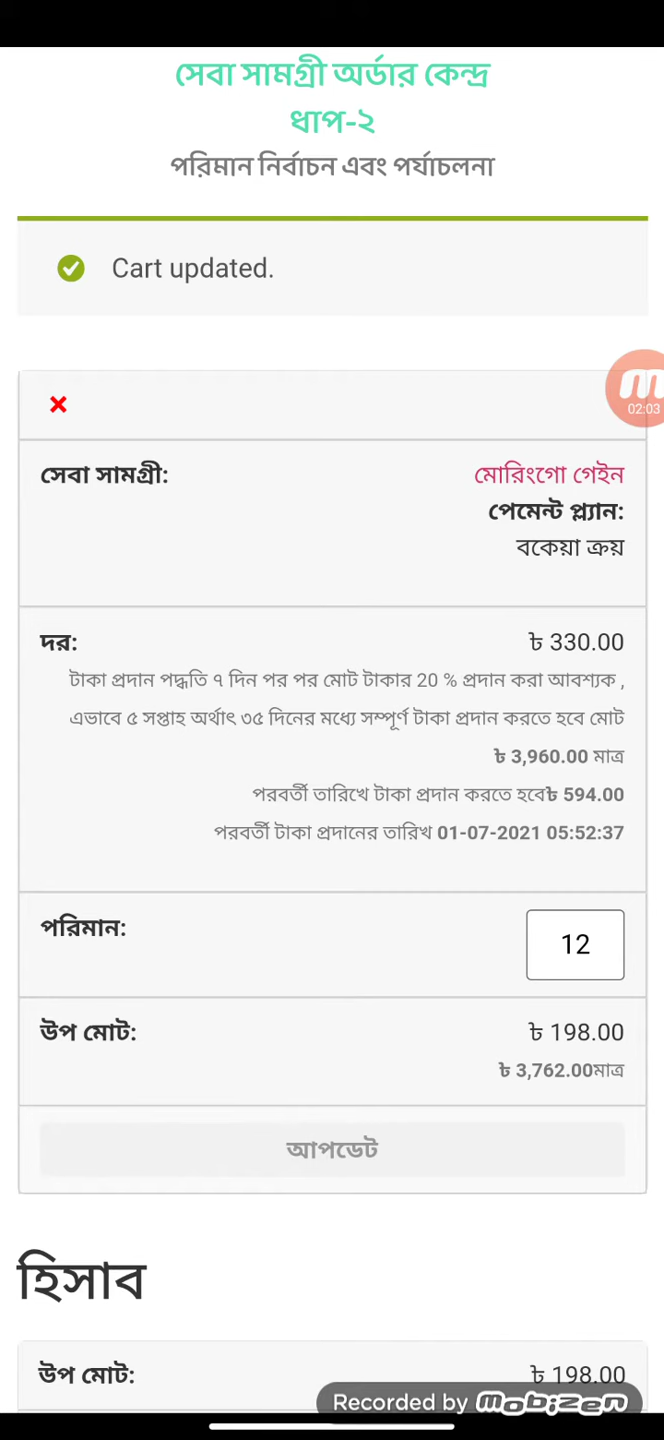 সেবা সামগ্রী অর্ডার কেন্দ্র
ধাপ-২
পরিমান নির্বাচন এবং পর্যাচলনা
Cart updated.
×
02:03
সেবা সামগ্রী: মোরিংগো গেইন
পেমেন্ট প্ল্যান:
বকেয়া ক্রয়
দর: ৳ 330.00
টাকা প্রদান পদ্ধতি ৭ দিন পর পর মোট টাকার 20 % প্রদান করা আবশ্যক ,
এভাবে ৫ সপ্তাহ অর্থাৎ ৩৫ দিনের মধ্যে সম্পূর্ণ টাকা প্রদান করতে হবে মোট
৳ 3,960.00 মাত্র
পরবর্তী তারিখে টাকা প্রদান করতে হবে৳ 594.00
পরবর্তী টাকা প্রদানের তারিখ 01-07-2021 05:52:37
পরিমান: 12
উপ মোট: ৳ 198.00
৳ 3,762.00মাত্র
আপডেট
হিসাব
উপ মোট: ৳ 198.00
Recorded by mobizen